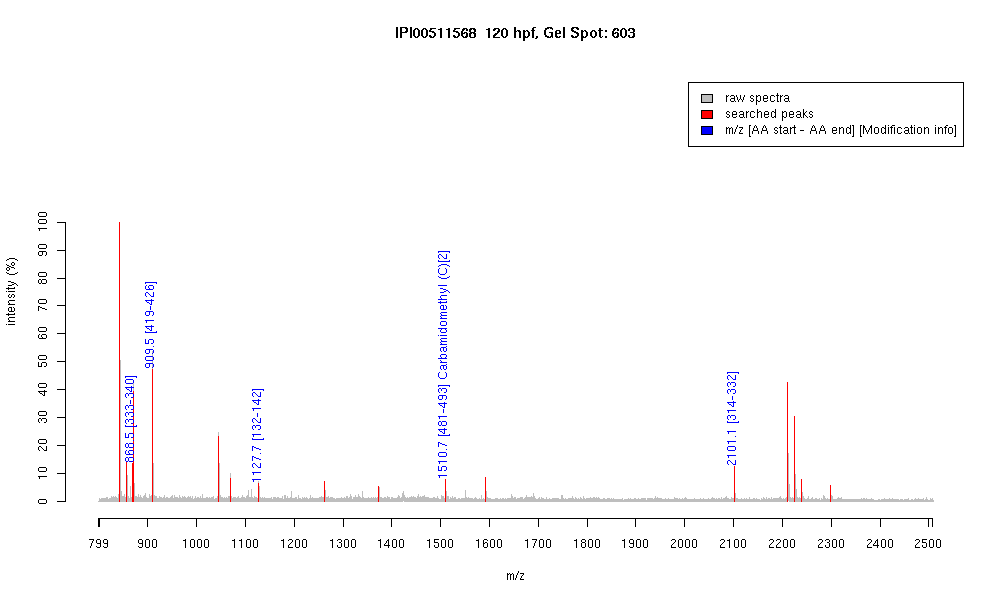 IPI00511568 120 hpf, Gel Spot: 603
raw spectra
searched peaks
m/z [AA start - AA end] [Modification info]
intensity (%)
100
90
80
70
60
50
40
30
20
10
0
868.5 [333-340]
909.5 [419-426]
1127.7 [132-142]
1510.7 [481-493] Carbamidomethyl (C)[2]
2101.1 [314-332]
799 900 1000 1100 1200 1300 1400 1500 1600 1700 1800 1900 2000 2100 2200 2300 2400 2500
m/z